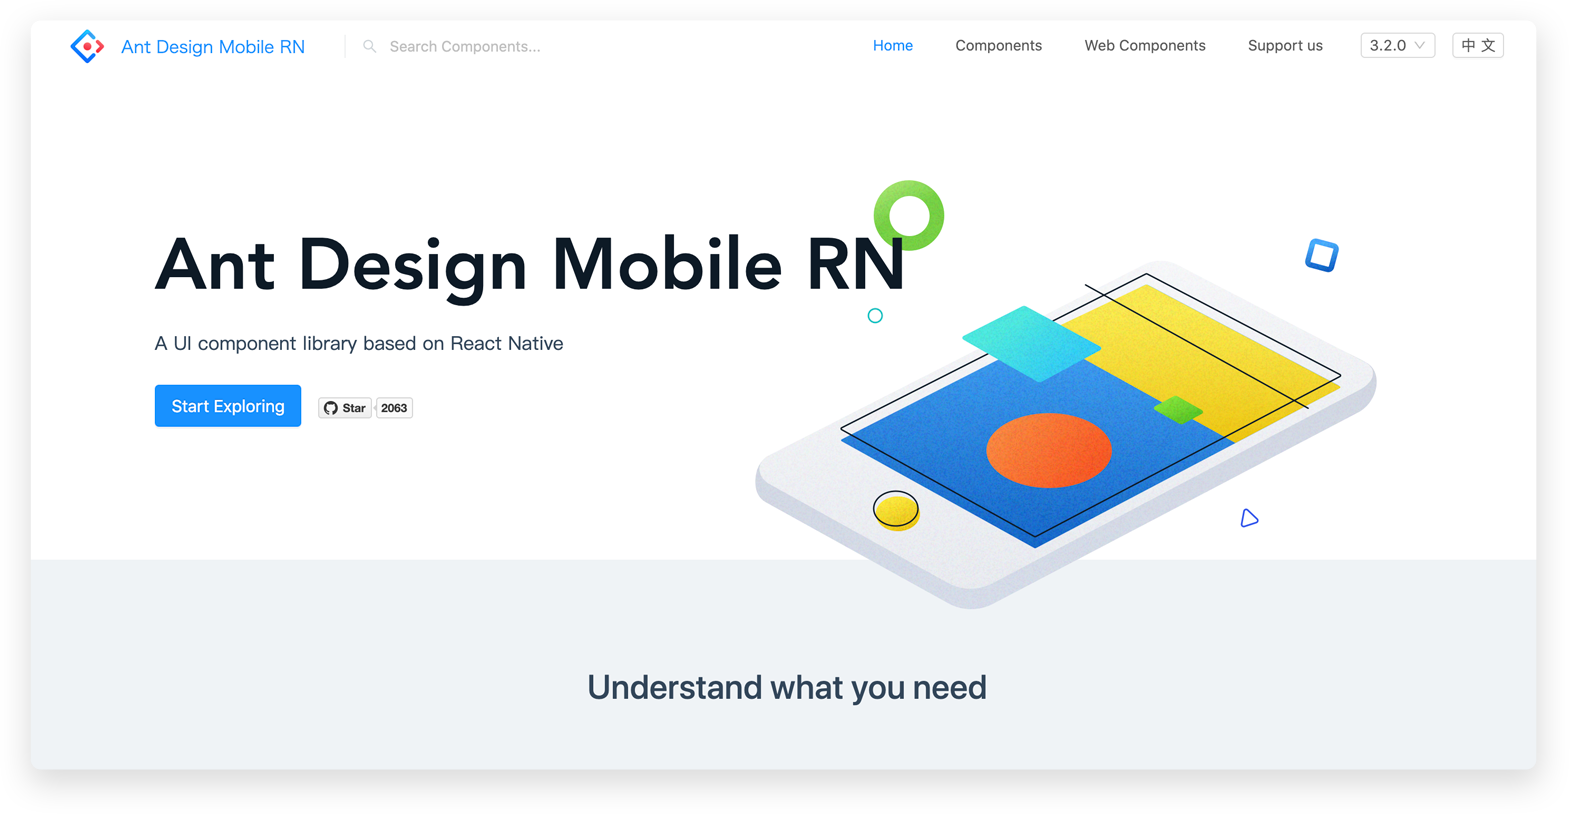 Ant Design Mobile RN
Search Components...
Home
Components
Web Components
Support us
3.2.0
中 文
Ant Design Mobile RN
A UI component library based on React Native
Start Exploring
Star
2063
Understand what you need